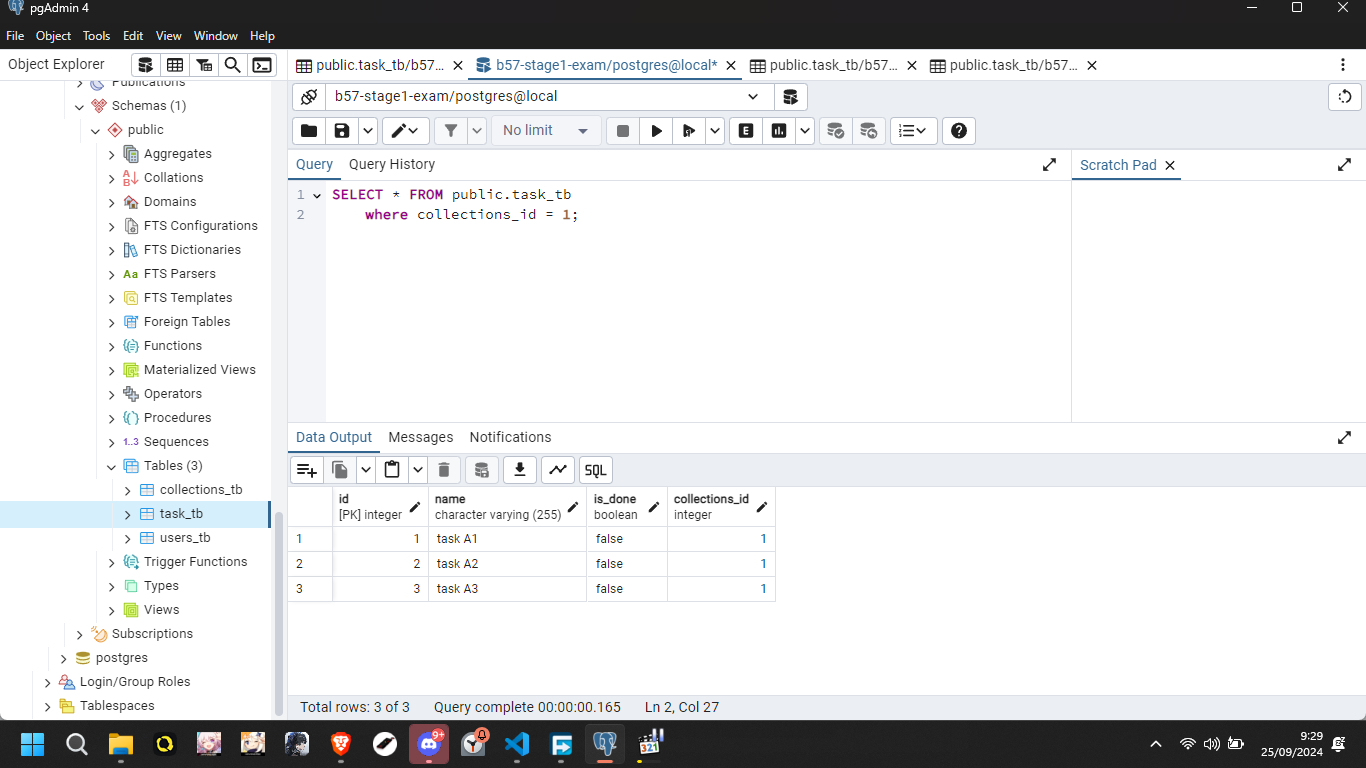 pgAdmin 4
File Object Tools Edit View Window Help
Object Explorer
public.task_tb/b57... b57-stage1-exam/postgres@local* public.task_tb/b57... public.task_tb/b57...
b57-stage1-exam/postgres@local
No limit
E
Query Query History
Scratch Pad
1 SELECT * FROM public.task_tb
2 where collections_id = 1;
Publications
Schemas (1)
public
Aggregates
Collations
Domains
FTS Configurations
FTS Dictionaries
Aa FTS Parsers
FTS Templates
Foreign Tables
Functions
Materialized Views
Operators
Procedures
1..3 Sequences
Tables (3)
collections_tb
task_tb
users_tb
Trigger Functions
Types
Views
Subscriptions
postgres
Login/Group Roles
Tablespaces
Data Output Messages Notifications
SQL
id name is_done collections_id
[PK] integer character varying (255) boolean integer
1 1 task A1 false 1
2 2 task A2 false 1
3 3 task A3 false 1
Total rows: 3 of 3 Query complete 00:00:00.165 Ln 2, Col 27
9+
321
9:29
25/09/2024